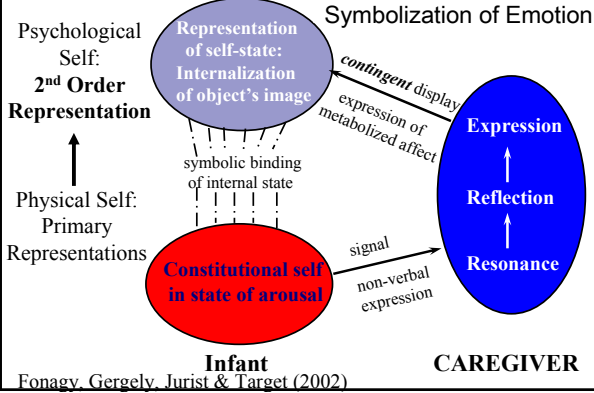 Symbolization of Emotion
Psychological
Self:
2nd Order
Representation
Physical Self:
Primary
Representations
Representation
of self-state:
Internalization
of object's image
symbolic binding
of internal state
Constitutional self
in state of arousal
Infant
contingent display
expression of
metabolized affect
signal
non-verbal
expression
Expression
Reflection
Resonance
CAREGIVER
Fonagy, Gergely, Jurist & Target (2002)